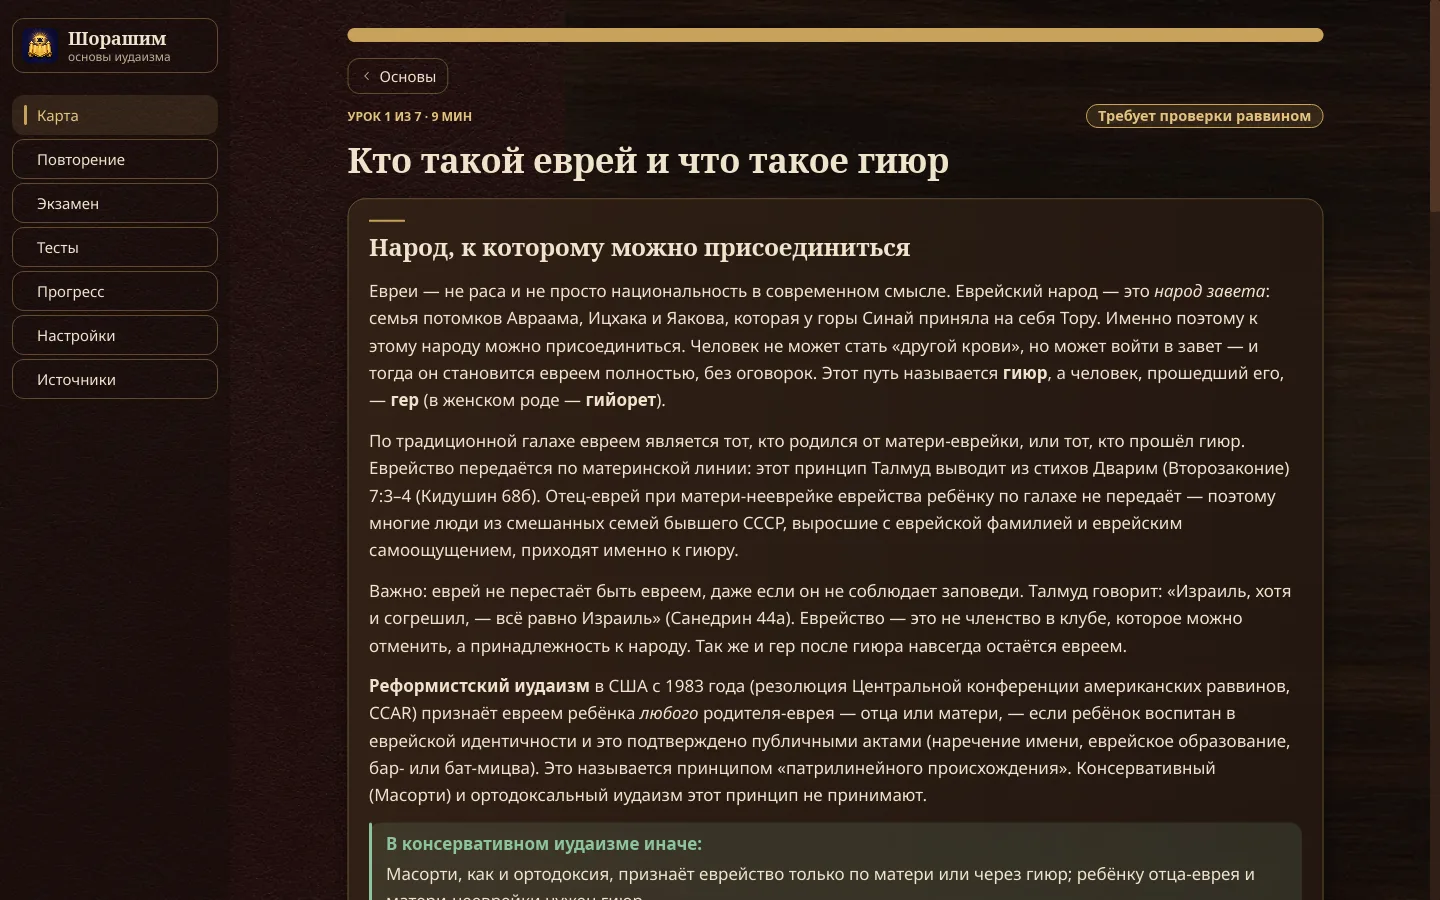 Шорашим
основы иудаизма
Карта
Повторение
Экзамен
Тесты
Прогресс
Настройки
Источники
Основы
УРОК 1 ИЗ 7 · 9 МИН
Требует проверки раввином
Кто такой еврей и что такое гиюр
Народ, к которому можно присоединиться
Евреи — не раса и не просто национальность в современном смысле. Еврейский народ — это народ завета:
семья потомков Авраама, Ицхака и Яакова, которая у горы Синай приняла на себя Тору. Именно поэтому к
этому народу можно присоединиться. Человек не может стать «другой крови», но может войти в завет — и
тогда он становится евреем полностью, без оговорок. Этот путь называется гиюр, а человек, прошедший его,
— гер (в женском роде — гийорет).
По традиционной галахе евреем является тот, кто родился от матери-еврейки, или тот, кто прошёл гиюр.
Еврейство передаётся по материнской линии: этот принцип Талмуд выводит из стихов Дварим (Второзаконие)
7:3–4 (Кидушин 68б). Отец-еврей при матери-нееврейке еврейства ребёнку по галахе не передаёт — поэтому
многие люди из смешанных семей бывшего СССР, выросшие с еврейской фамилией и еврейским
самоощущением, приходят именно к гиюру.
Важно: еврей не перестаёт быть евреем, даже если он не соблюдает заповеди. Талмуд говорит: «Израиль, хотя
и согрешил, — всё равно Израиль» (Санедрин 44а). Еврейство — это не членство в клубе, которое можно
отменить, а принадлежность к народу. Так же и гер после гиюра навсегда остаётся евреем.
Реформистский иудаизм в США с 1983 года (резолюция Центральной конференции американских раввинов,
CCAR) признаёт евреем ребёнка любого родителя-еврея — отца или матери, — если ребёнок воспитан в
еврейской идентичности и это подтверждено публичными актами (наречение имени, еврейское образование,
бар- или бат-мицва). Это называется принципом «патрилинейного происхождения». Консервативный
(Масорти) и ортодоксальный иудаизм этот принцип не принимают.
В консервативном иудаизме иначе:
Масорти, как и ортодоксия, признаёт еврейство только по матери или через гиюр; ребёнку отца-еврея и